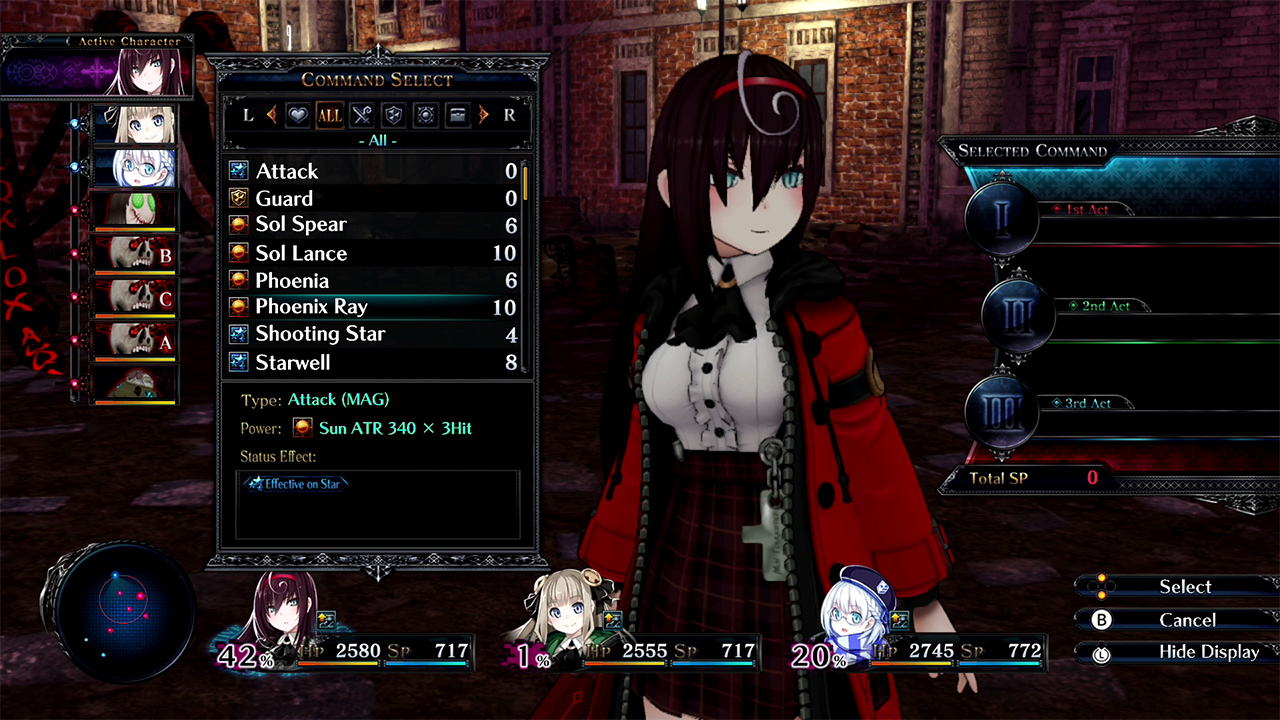 Active Character
B
C
A
COMMAND SELECT
L
ALL
R
- All -
Attack 0
Guard 0
Sol Spear 6
Sol Lance 10
Phoenia 6
Phoenix Ray 10
Shooting Star 4
Starwell 8
Type: Attack (MAG)
Power: Sun ATR 340 × 3Hit
Status Effect:
Effective on Star
SELECTED COMMAND
I
1st Act
II
2nd Act
III
3rd Act
Total SP 0
42% HP 2580 SP 717
1% HP 2555 SP 717
20% HP 2745 SP 772
Select
B Cancel
L Hide Display